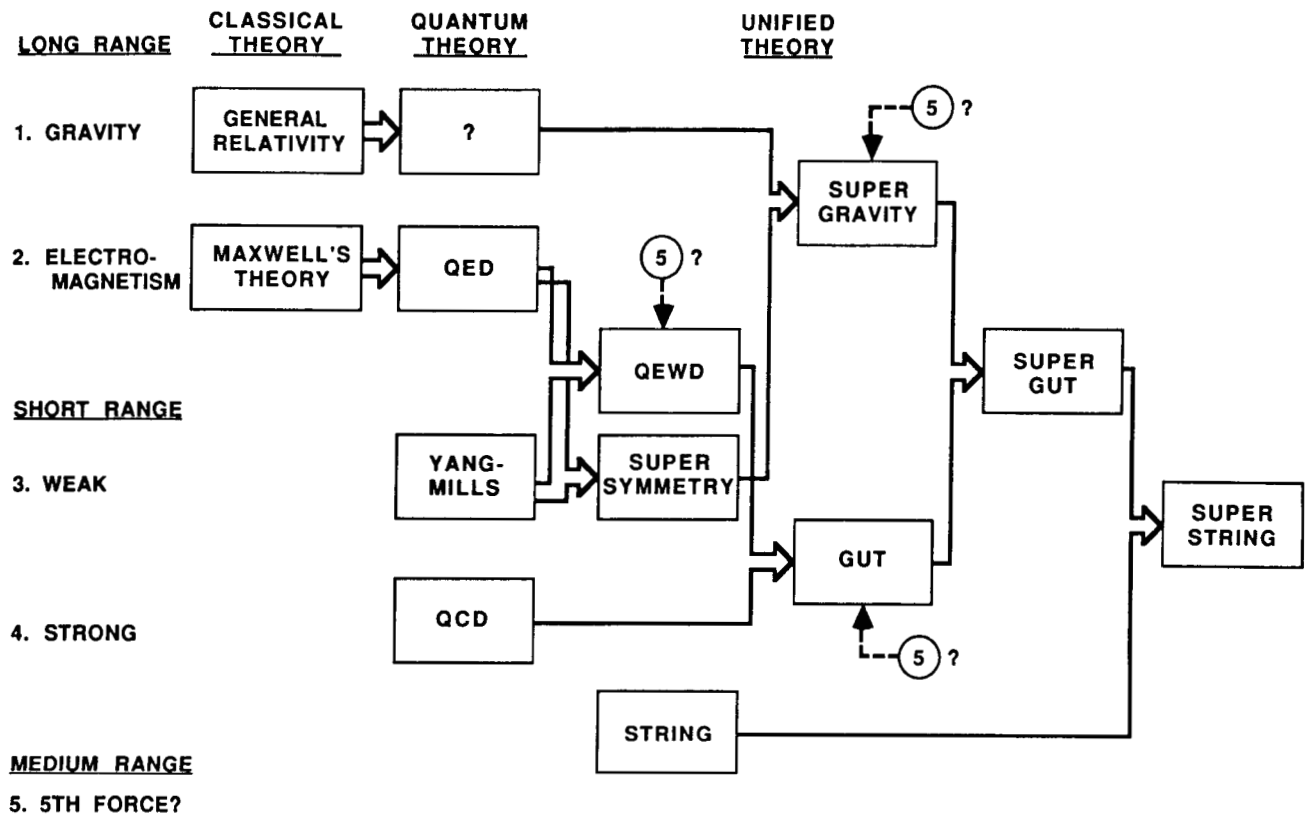 CLASSICAL
THEORY
QUANTUM
THEORY
UNIFIED
THEORY
LONG RANGE
1. GRAVITY
GENERAL
RELATIVITY
?
5 ?
SUPER
GRAVITY
2. ELECTRO-
MAGNETISM
MAXWELL'S
THEORY
QED
5 ?
QEWD
SUPER
GUT
SHORT RANGE
3. WEAK
YANG-
MILLS
SUPER
SYMMETRY
SUPER
STRING
GUT
4. STRONG
QCD
5 ?
STRING
MEDIUM RANGE
5. 5TH FORCE?